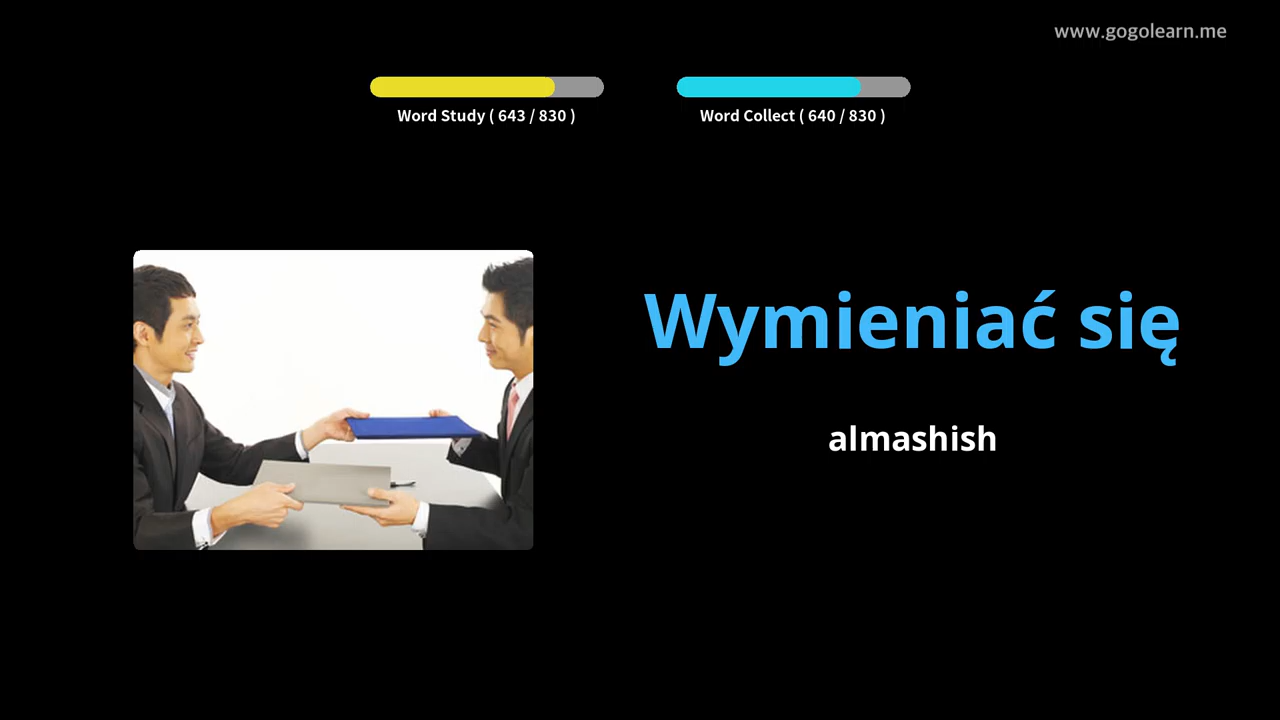 www.gogolearn.me
Word Study ( 643 / 830 )
Word Collect ( 640 / 830 )
Wymieniać się
almashish